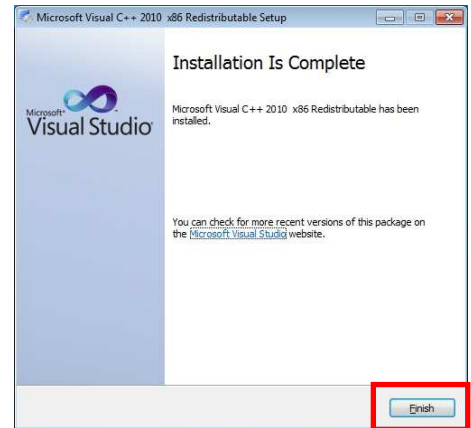 Microsoft Visual C++ 2010 x86 Redistributable Setup
Installation Is Complete
Microsoft Visual C++ 2010 x86 Redistributable has been
installed.
Microsoft®
Visual Studio®
You can check for more recent versions of this package on
the Microsoft Visual Studio website.
Finish